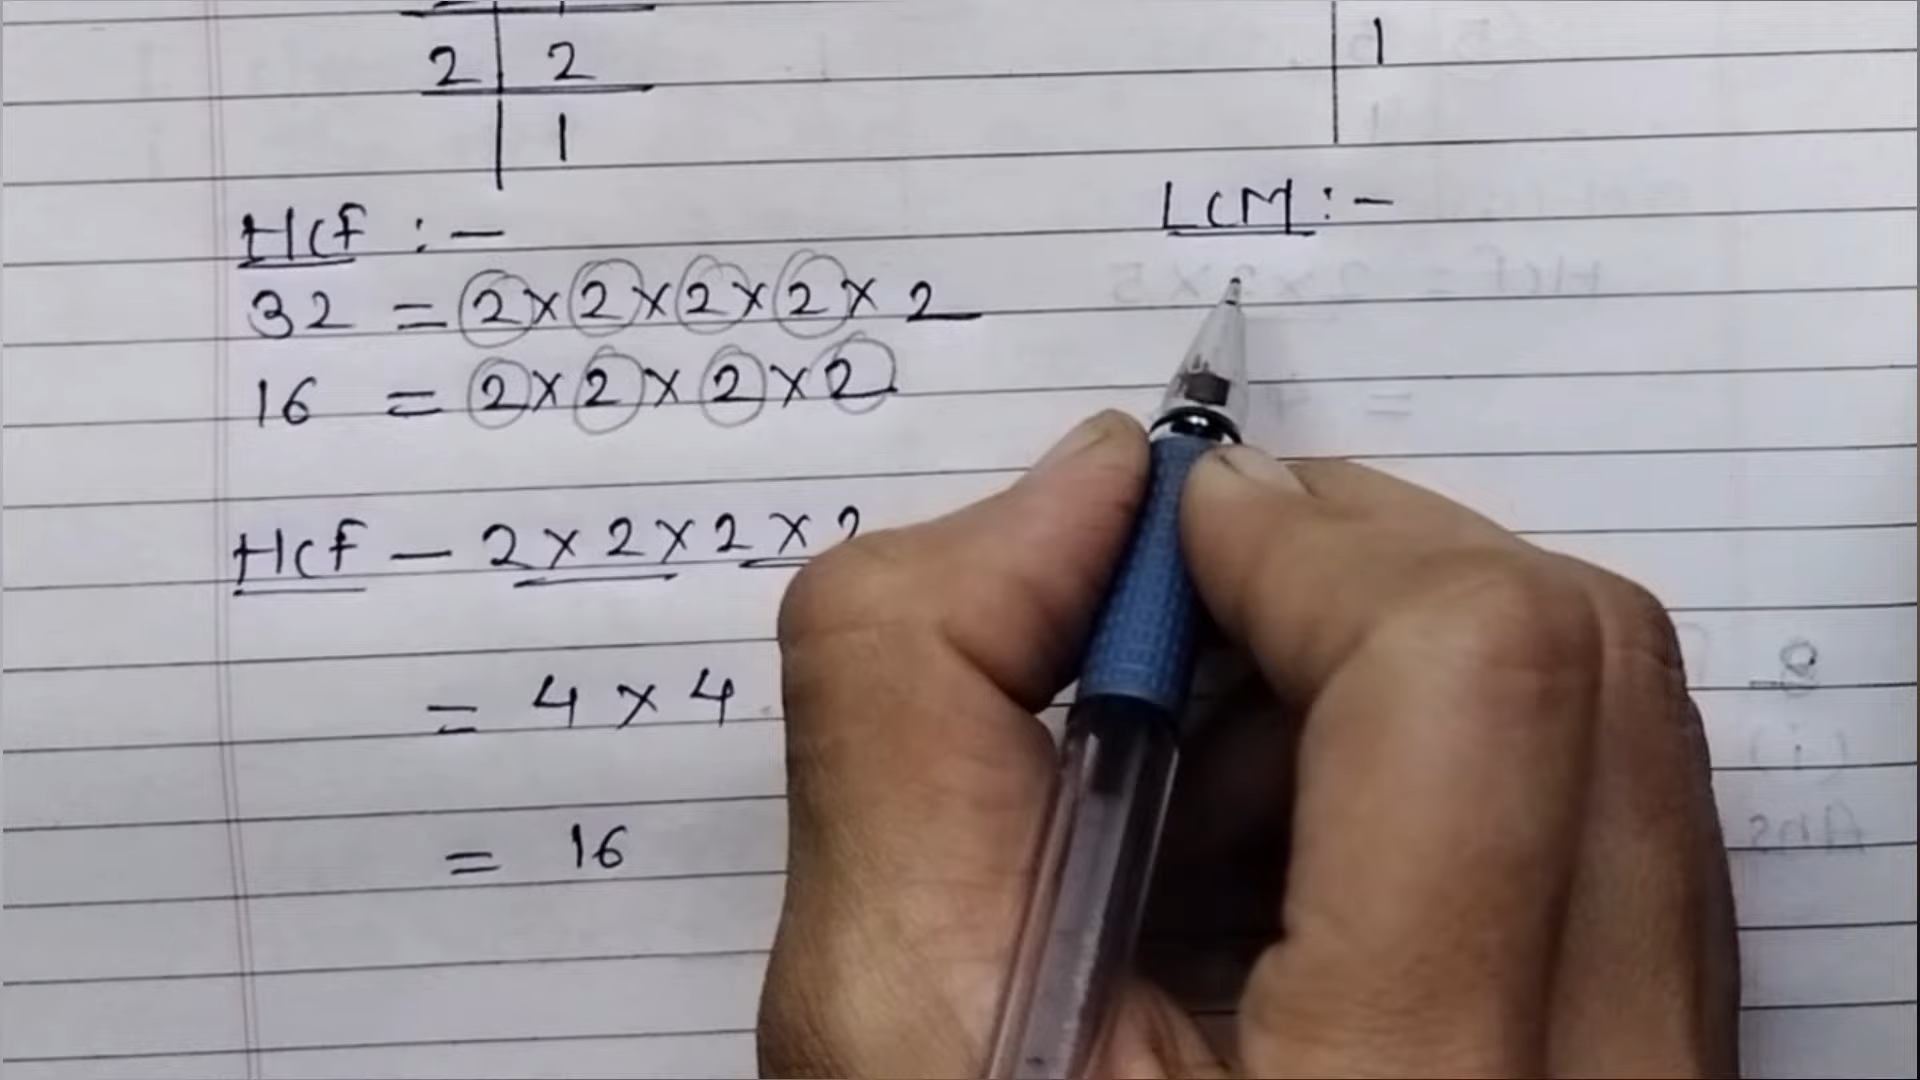 2 | 2
1
1
HCF :-
32 = 2 × 2 × 2 × 2 × 2
16 = 2 × 2 × 2 × 2
HCF - 2 × 2 × 2 × 2
= 4 × 4
= 16
LCM :-